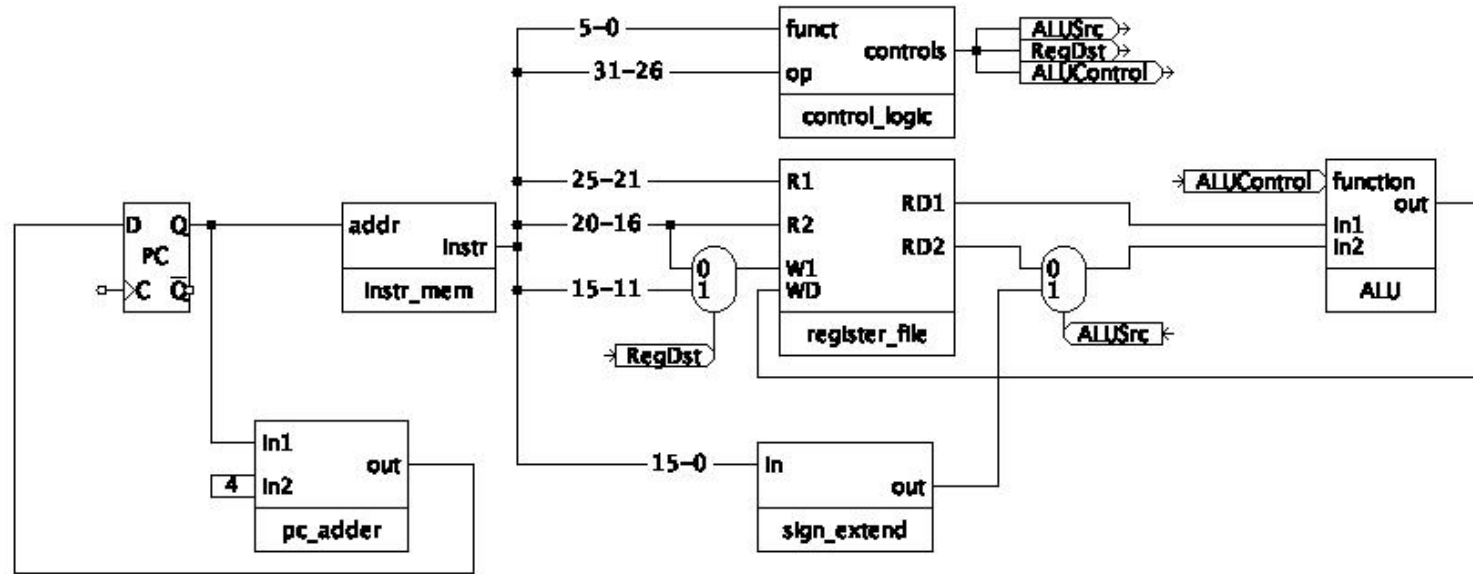 5-0
funct
controls
ALUSrc
RegDst
ALUControl
31-26
op
control_logic
25-21
R1
RD1
ALUControl
function
out
20-16
R2
RD2
In1
In2
D Q
PC
C Q
addr
Instr
Instr_mem
0
1
W1
WD
15-11
0
1
ALU
register_file
RegDst
ALUSrc
In1
out
4
In2
pc_adder
15-0
In
out
sign_extend